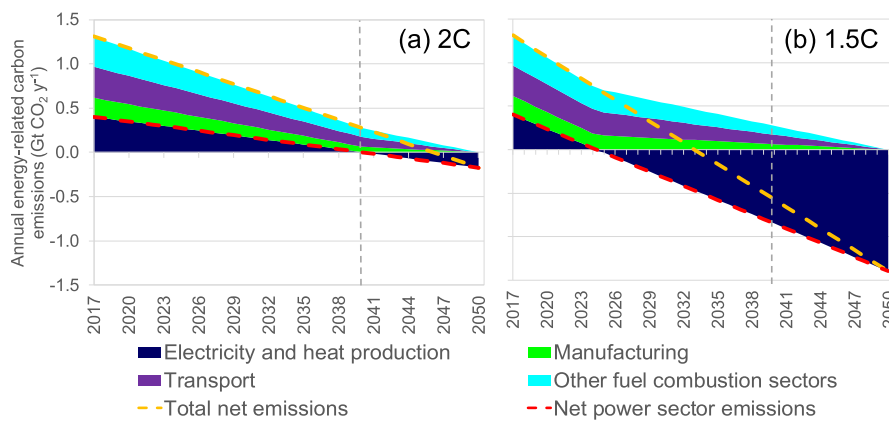 (a) 2C
(b) 1.5C
Annual energy-related carbon
emissions (Gt CO₂ y⁻¹)
1.5
1.0
0.5
0.0
-0.5
-1.0
-1.5
2017 2020 2023 2026 2029 2032 2035 2038 2041 2044 2047 2050
2017 2020 2023 2026 2029 2032 2035 2038 2041 2044 2047 2050
Electricity and heat production
Manufacturing
Transport
Other fuel combustion sectors
Total net emissions
Net power sector emissions